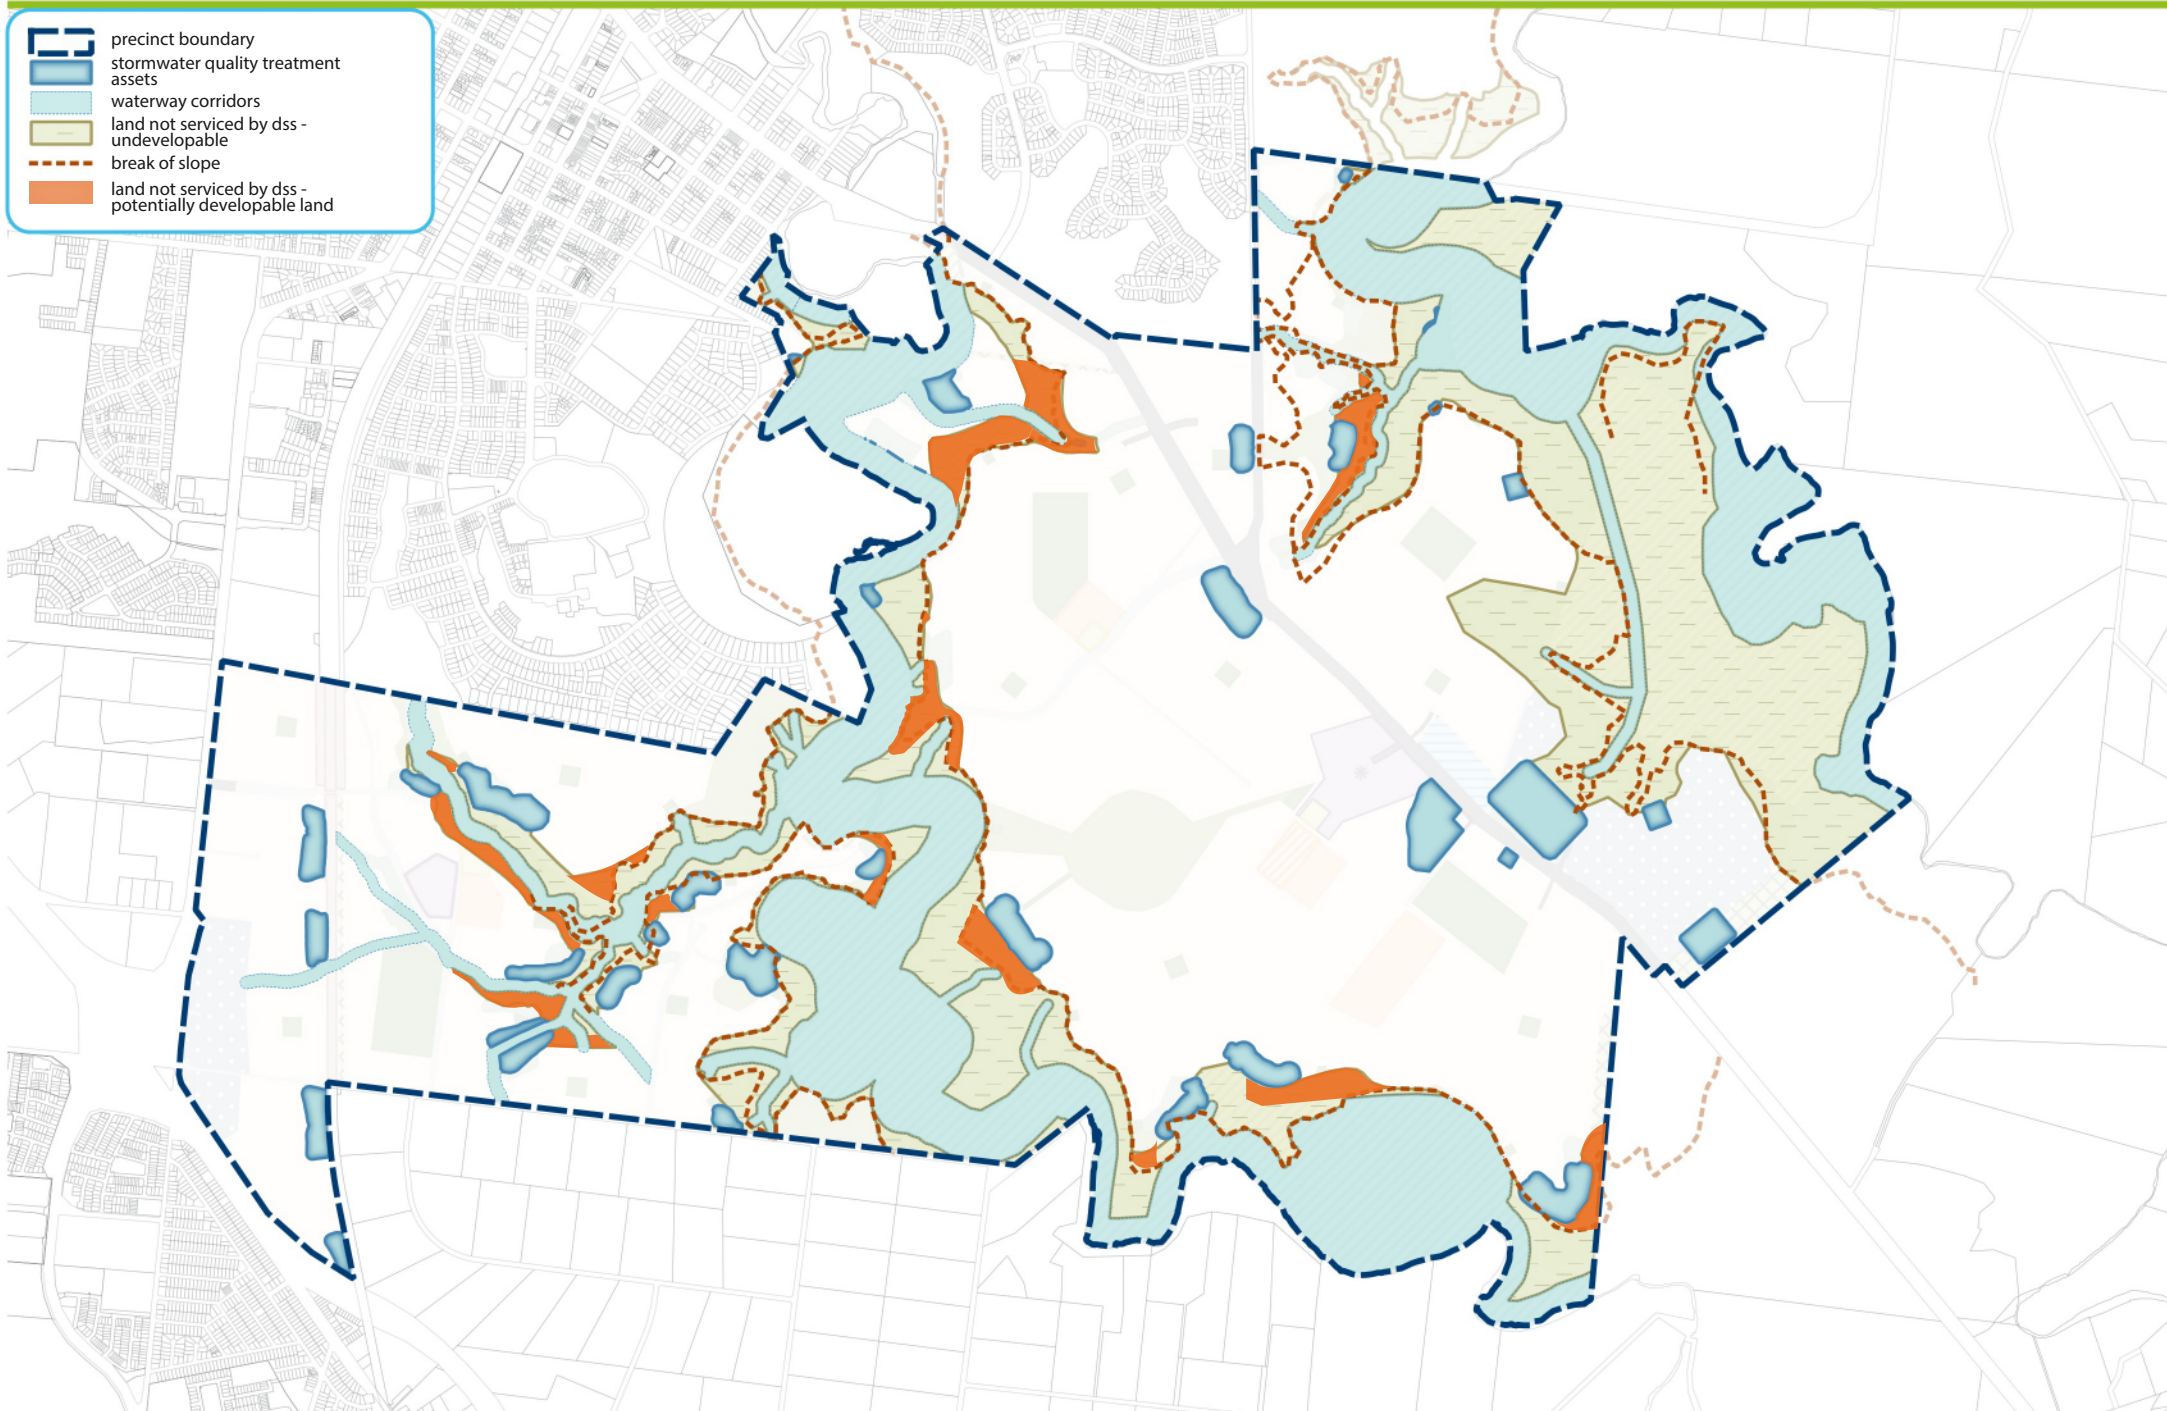 precinct boundary
stormwater quality treatment
assets
waterway corridors
land not serviced by dss -
undevelopable
break of slope
land not serviced by dss -
potentially developable land